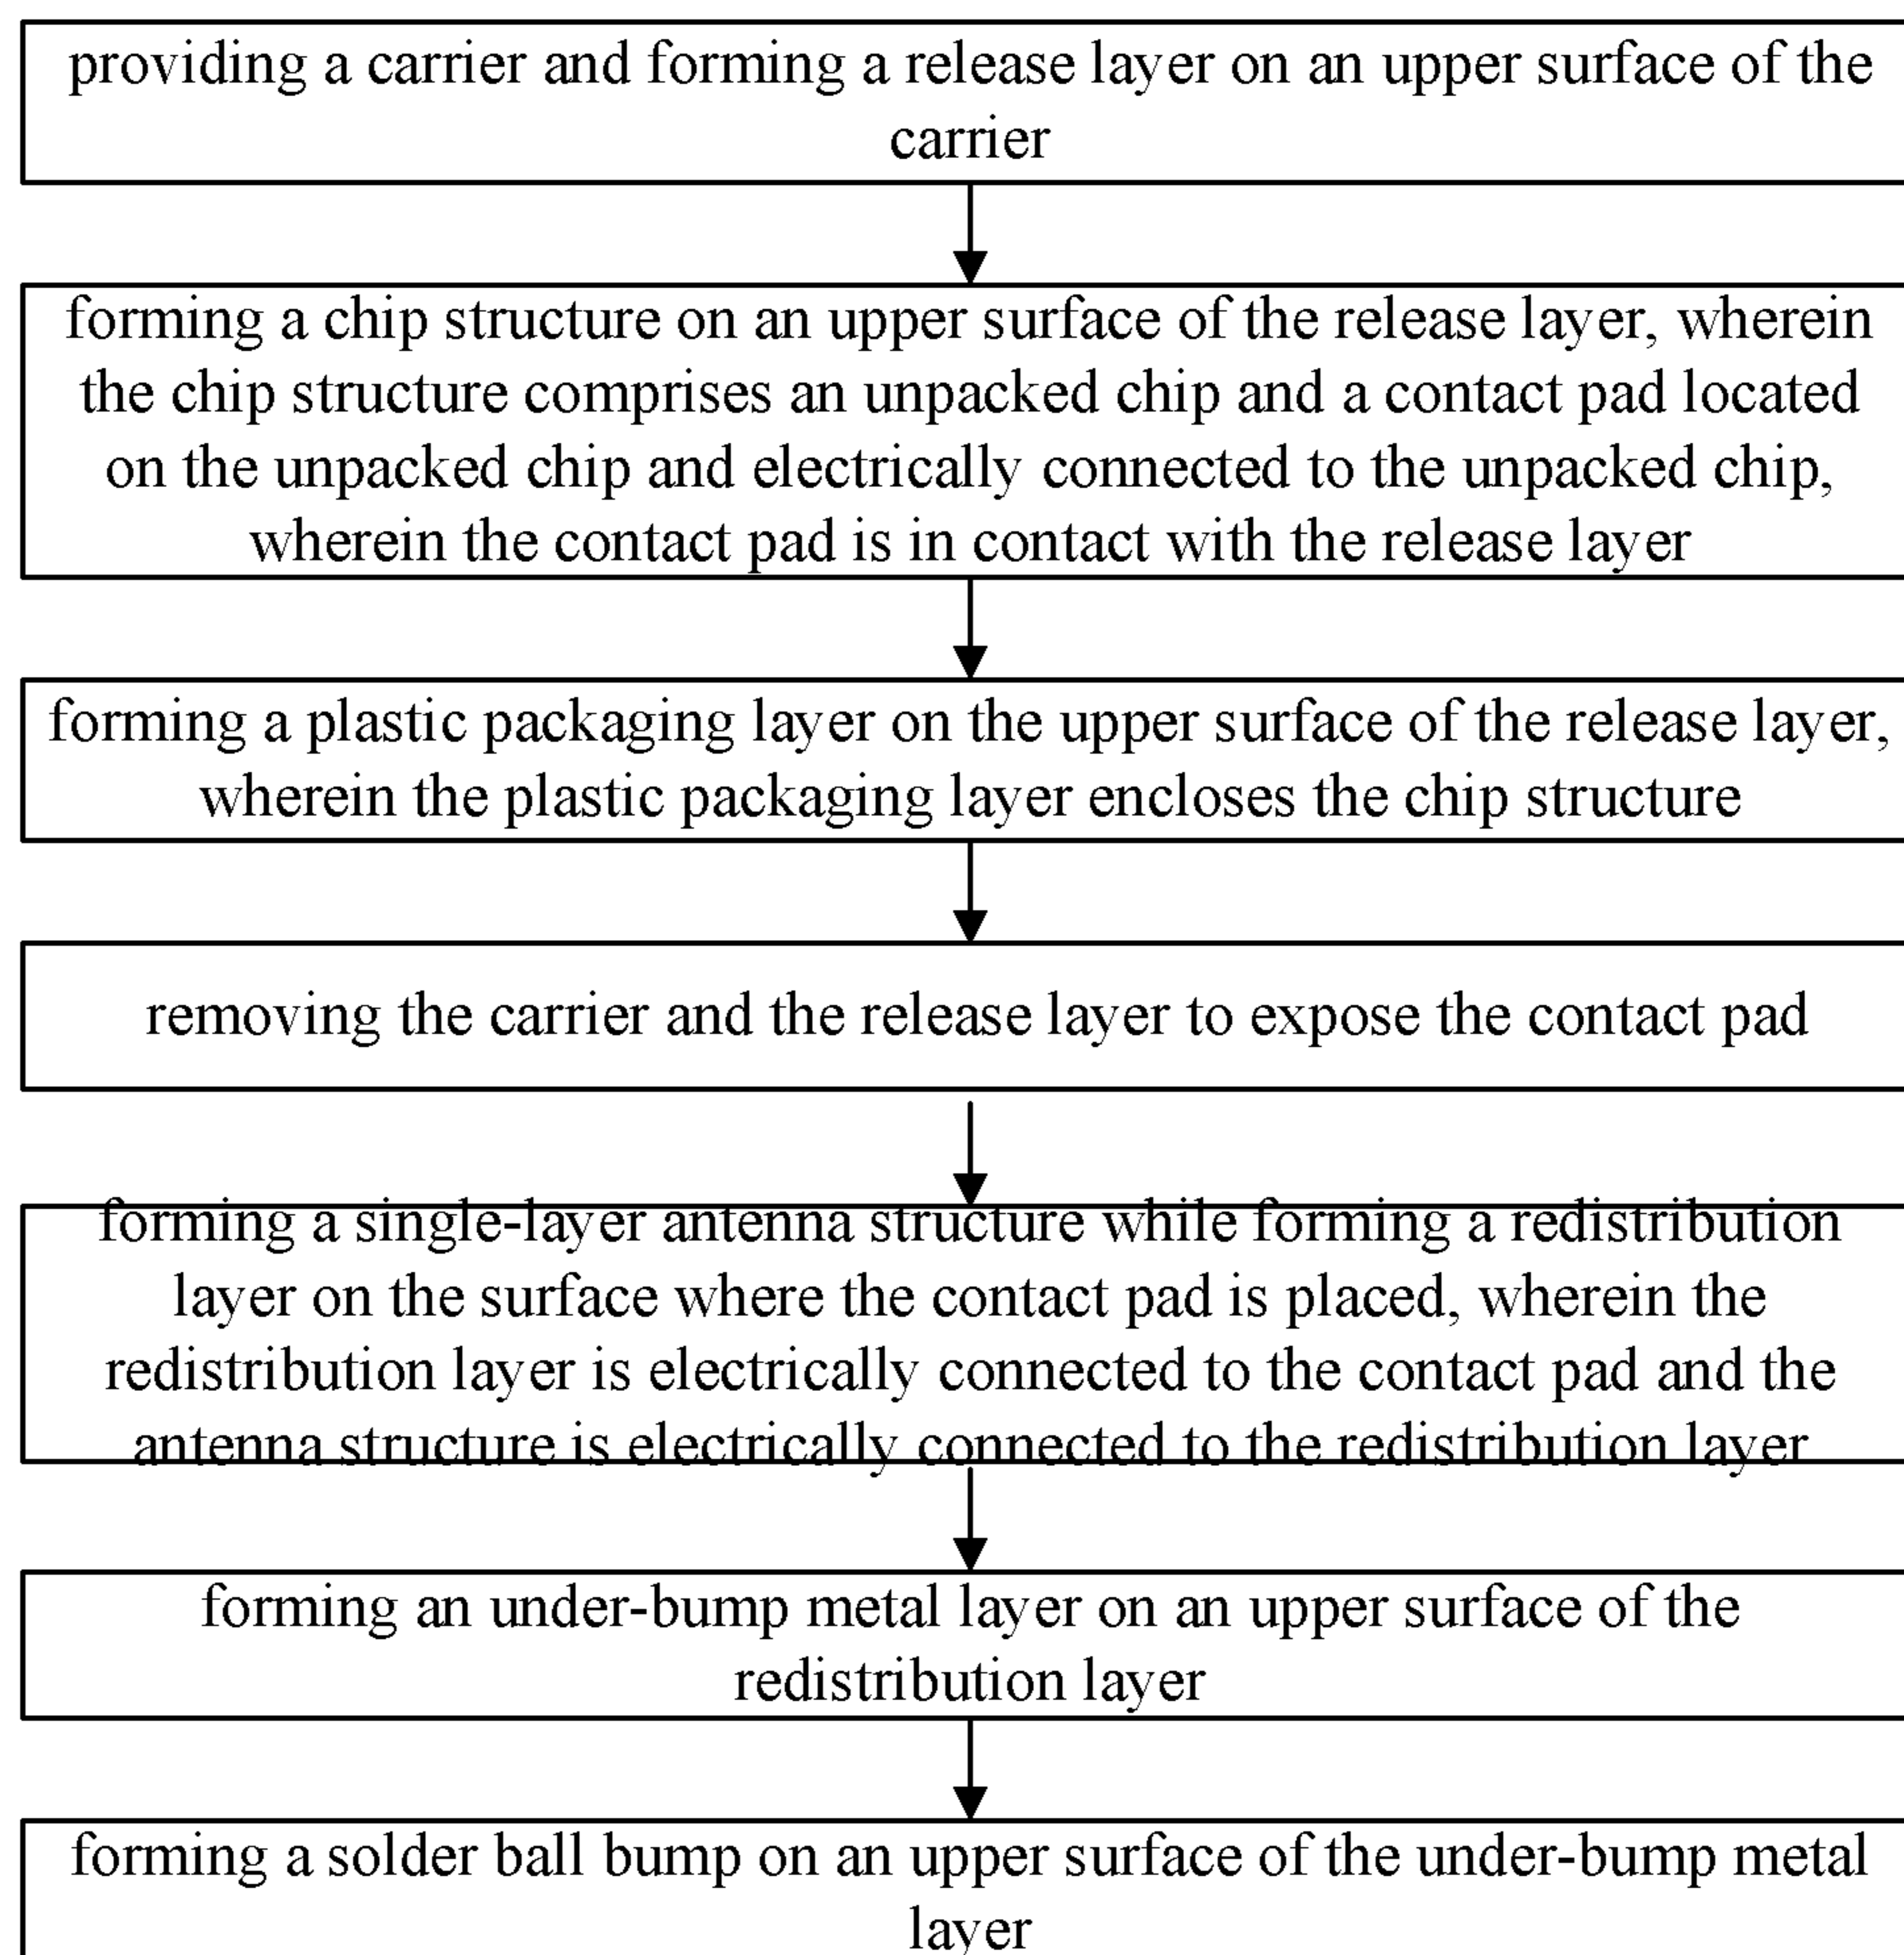 providing a carrier and forming a release layer on an upper surface of the
carrier
forming a chip structure on an upper surface of the release layer, wherein
the chip structure comprises an unpacked chip and a contact pad located
on the unpacked chip and electrically connected to the unpacked chip,
wherein the contact pad is in contact with the release layer
forming a plastic packaging layer on the upper surface of the release layer,
wherein the plastic packaging layer encloses the chip structure
removing the carrier and the release layer to expose the contact pad
forming a single-layer antenna structure while forming a redistribution
layer on the surface where the contact pad is placed, wherein the
redistribution layer is electrically connected to the contact pad and the
antenna structure is electrically connected to the redistribution layer
forming an under-bump metal layer on an upper surface of the
redistribution layer
forming a solder ball bump on an upper surface of the under-bump metal
layer